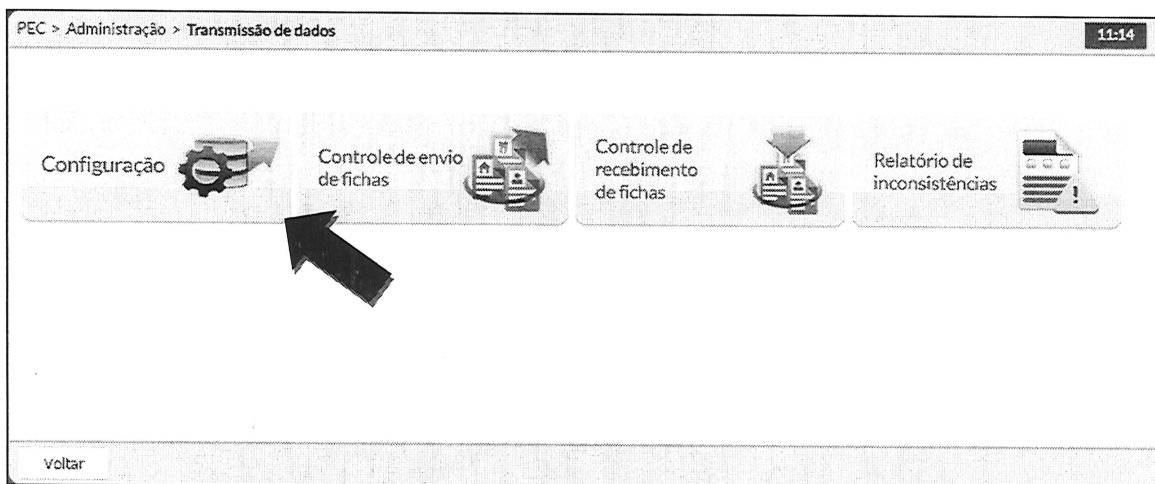 PEC > Administração > Transmissão de dados
11:14
Configuração
Controle de envio
de fichas
Controle de
recebimento
de fichas
Relatório de
inconsistências
Voltar